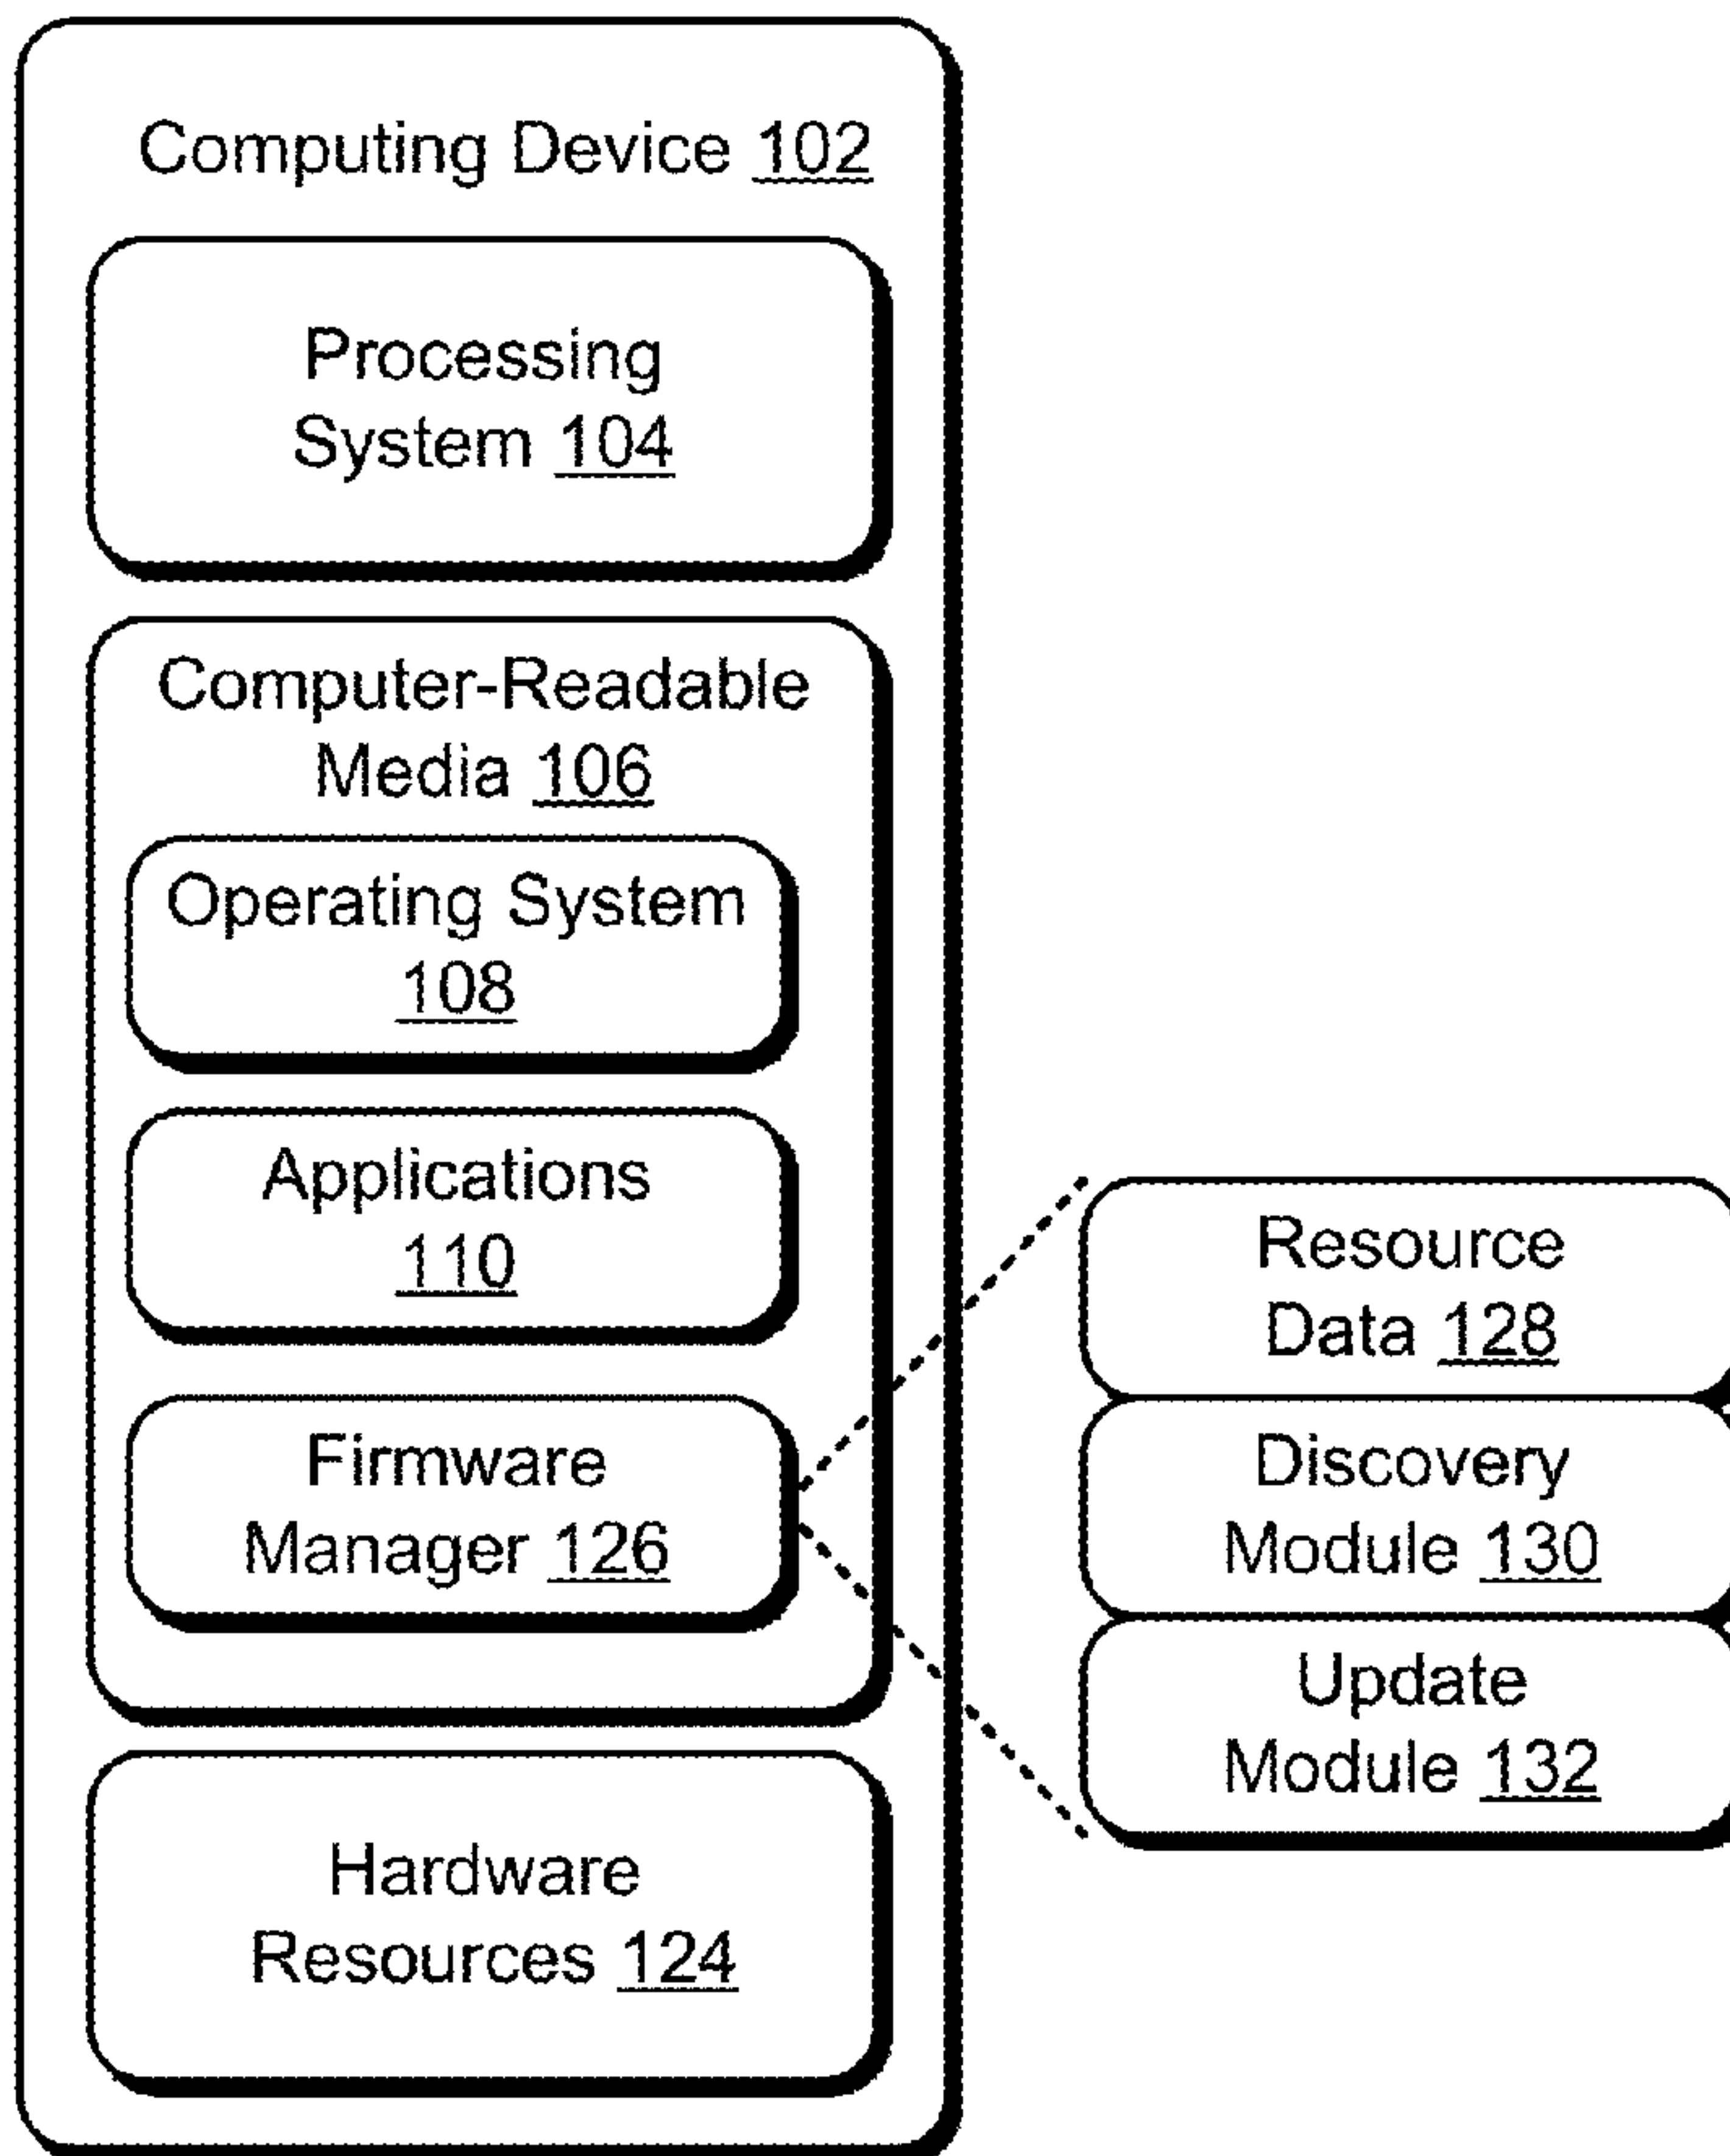 Computing Device 102
Processing
System 104
Computer-Readable
Media 106
Operating System
108
Applications
110
Firmware
Manager 126
Hardware
Resources 124
Resource
Data 128
Discovery
Module 130
Update
Module 132